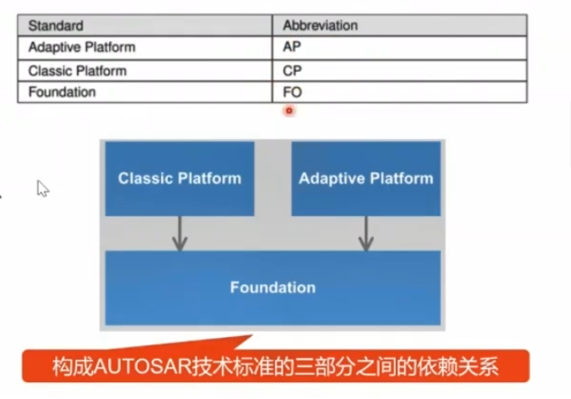 Standard Abbreviation
Adaptive Platform AP
Classic Platform CP
Foundation FO
Classic Platform Adaptive Platform
Foundation
构成AUTOSAR技术标准的三部分之间的依赖关系